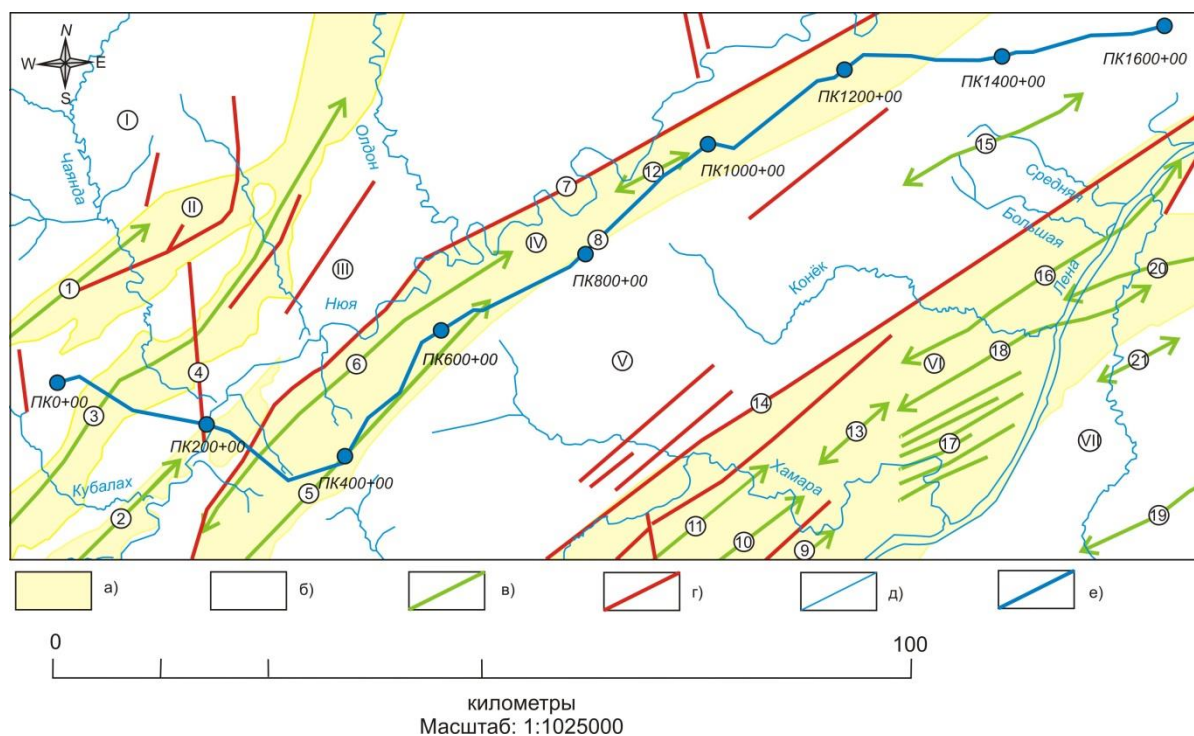 N
W E
S
I
Чаянда
II
Олдон
III
Нюя
IV
Конёк
V
Средняя
Большая
Лена
VI
VII
Хамара
Кубалах
1
2
3
4
5
6
7
8
9
10
11
12
13
14
15
16
17
18
19
20
21
ПК0+00
ПК200+00
ПК400+00
ПК600+00
ПК800+00
ПК1000+00
ПК1200+00
ПК1400+00
ПК1600+00
а) б) в) г) д) е)
0 100
километры
Масштаб: 1:1025000